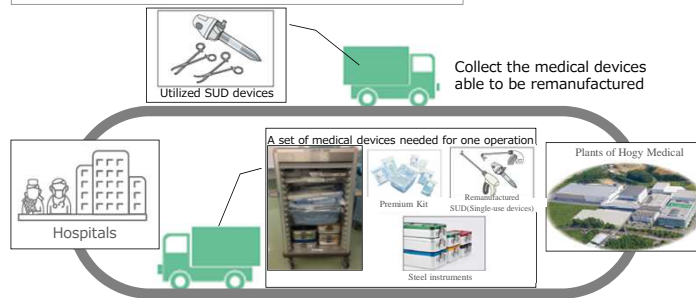 Utilized SUD devices
Collect the medical devices
able to be remanufactured
A set of medical devices needed for one operation
Plants of Hogy Medical
Premium Kit
Remanufactured
SUD(Single-use devices)
Hospitals
Steel instruments